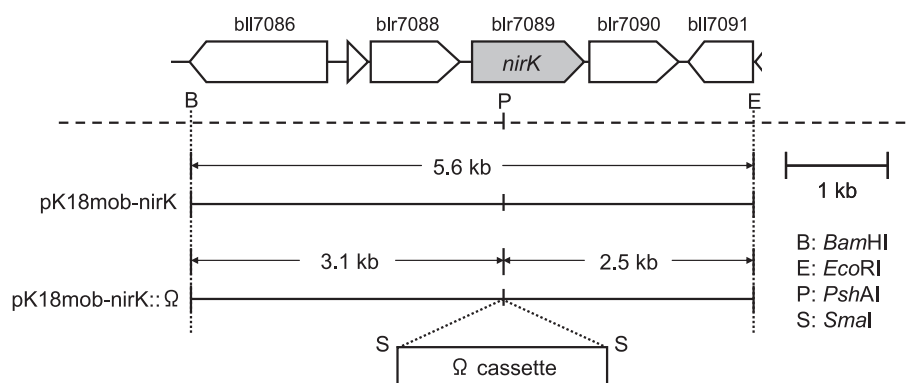 bll7086 blr7088 blr7089 blr7090 bll7091
nirK
B P E
5.6 kb
1 kb
pK18mob-nirK
B: BamHI
3.1 kb 2.5 kb
E: EcoRI
P: PshAI
pK18mob-nirK::Ω
S: SmaI
S S
Ω cassette